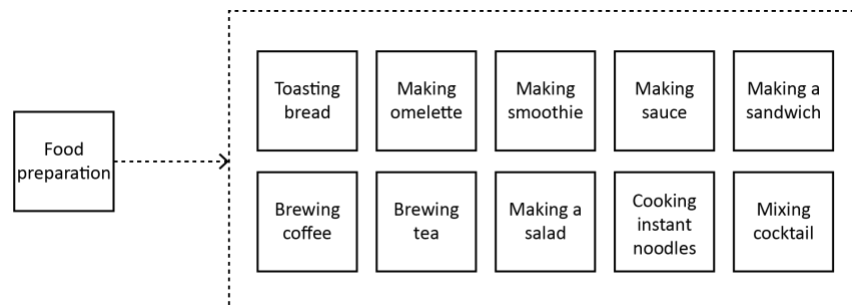 Food
preparation
Toasting
bread
Making
omelette
Making
smoothie
Making
sauce
Making a
sandwich
Brewing
coffee
Brewing
tea
Making a
salad
Cooking
instant
noodles
Mixing
cocktail